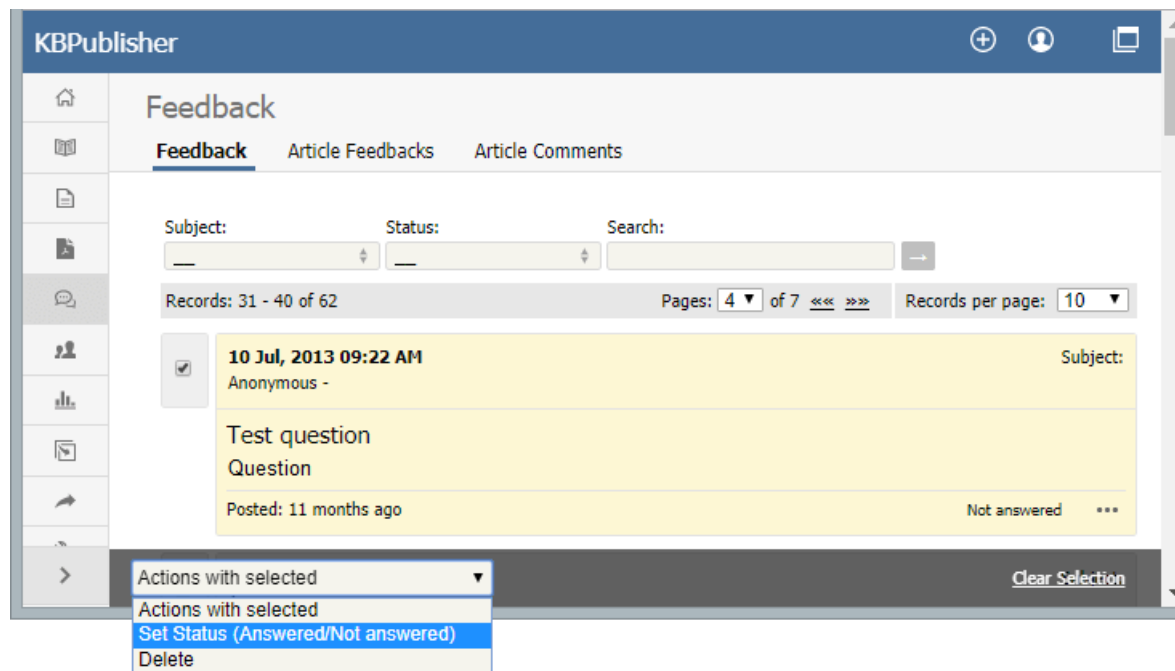 KBPublisher
Feedback
Feedback Article Feedbacks Article Comments
Subject: Status: Search:
__ __ →
Records: 31 - 40 of 62 Pages: 4 ▼ of 7 «« »» Records per page: 10 ▼
10 Jul, 2013 09:22 AM Subject:
Anonymous -
Test question
Question
Posted: 11 months ago Not answered •••
Actions with selected ▼ Clear Selection
Actions with selected
Set Status (Answered/Not answered)
Delete